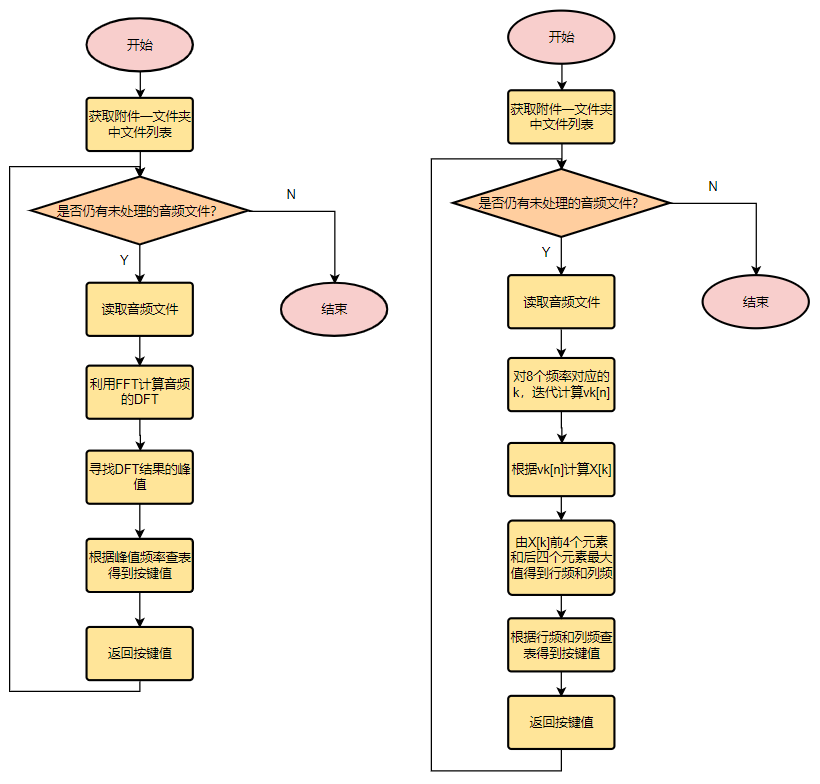 开始
获取附件一文件夹
中文件列表
是否仍有未处理的音频文件?
N
Y
结束
读取音频文件
利用FFT计算音频
的DFT
寻找DFT结果的峰
值
根据峰值频率查表
得到按键值
返回按键值
开始
获取附件一文件夹
中文件列表
是否仍有未处理的音频文件?
N
Y
结束
读取音频文件
对8个频率对应的
k，迭代计算vk[n]
根据vk[n]计算X[k]
由X[k]前4个元素
和后四个元素最大
值得到行频和列频
根据行频和列频查
表得到按键值
返回按键值